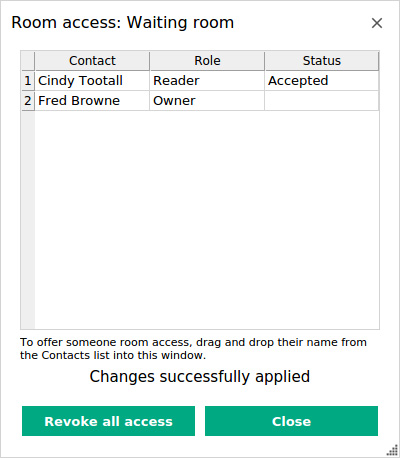 Room access: Waiting room
Contact Role Status
1 Cindy Tootall Reader Accepted
2 Fred Browne Owner
To offer someone room access, drag and drop their name from
the Contacts list into this window.
Changes successfully applied
Revoke all access Close